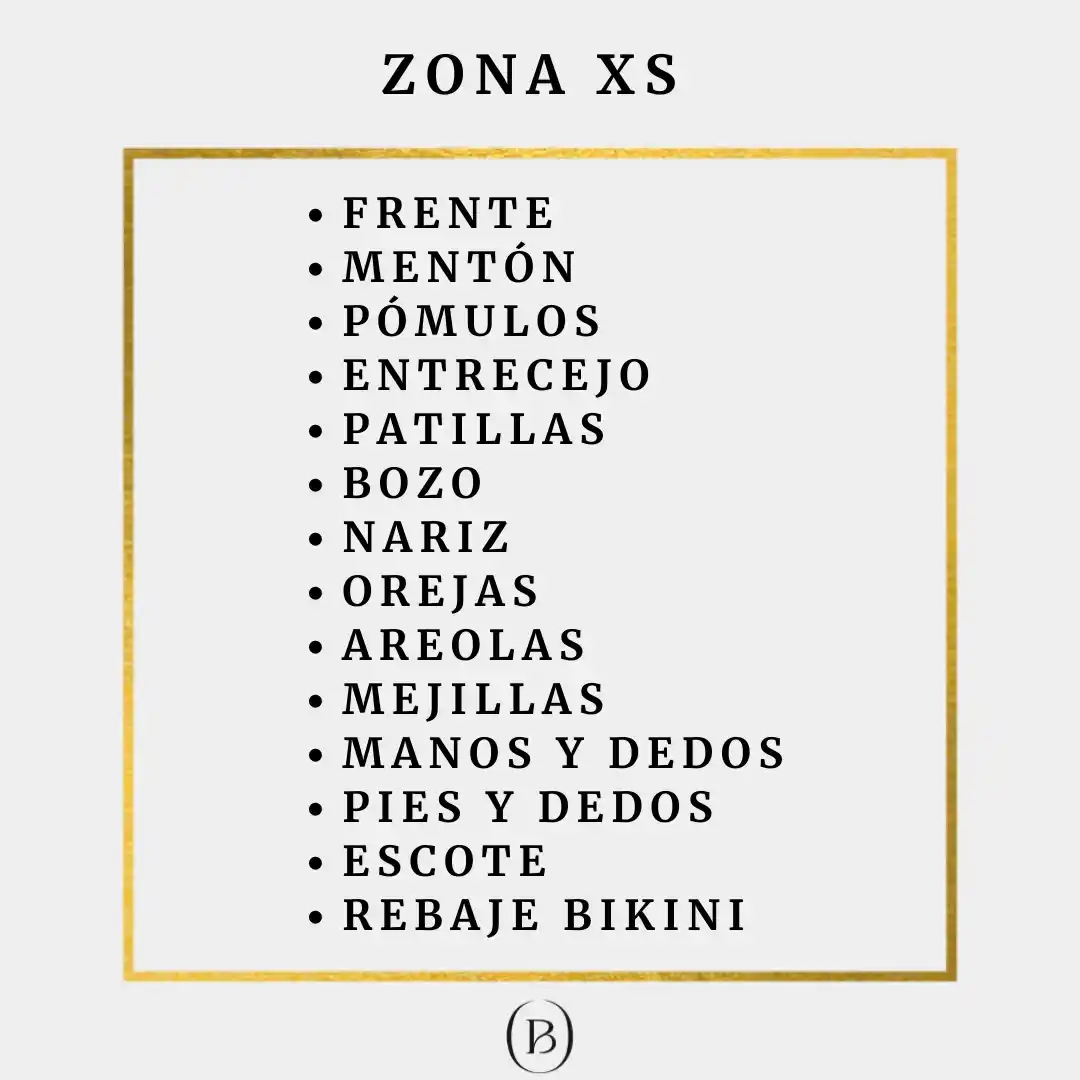 ZONA XS
• FRENTE
• MENTÓN
• PÓMULOS
• ENTRECEJO
• PATILLAS
• BOZO
• NARIZ
• OREJAS
• AREOLAS
• MEJILLAS
• MANOS Y DEDOS
• PIES Y DEDOS
• ESCOTE
• REBAJE BIKINI
B